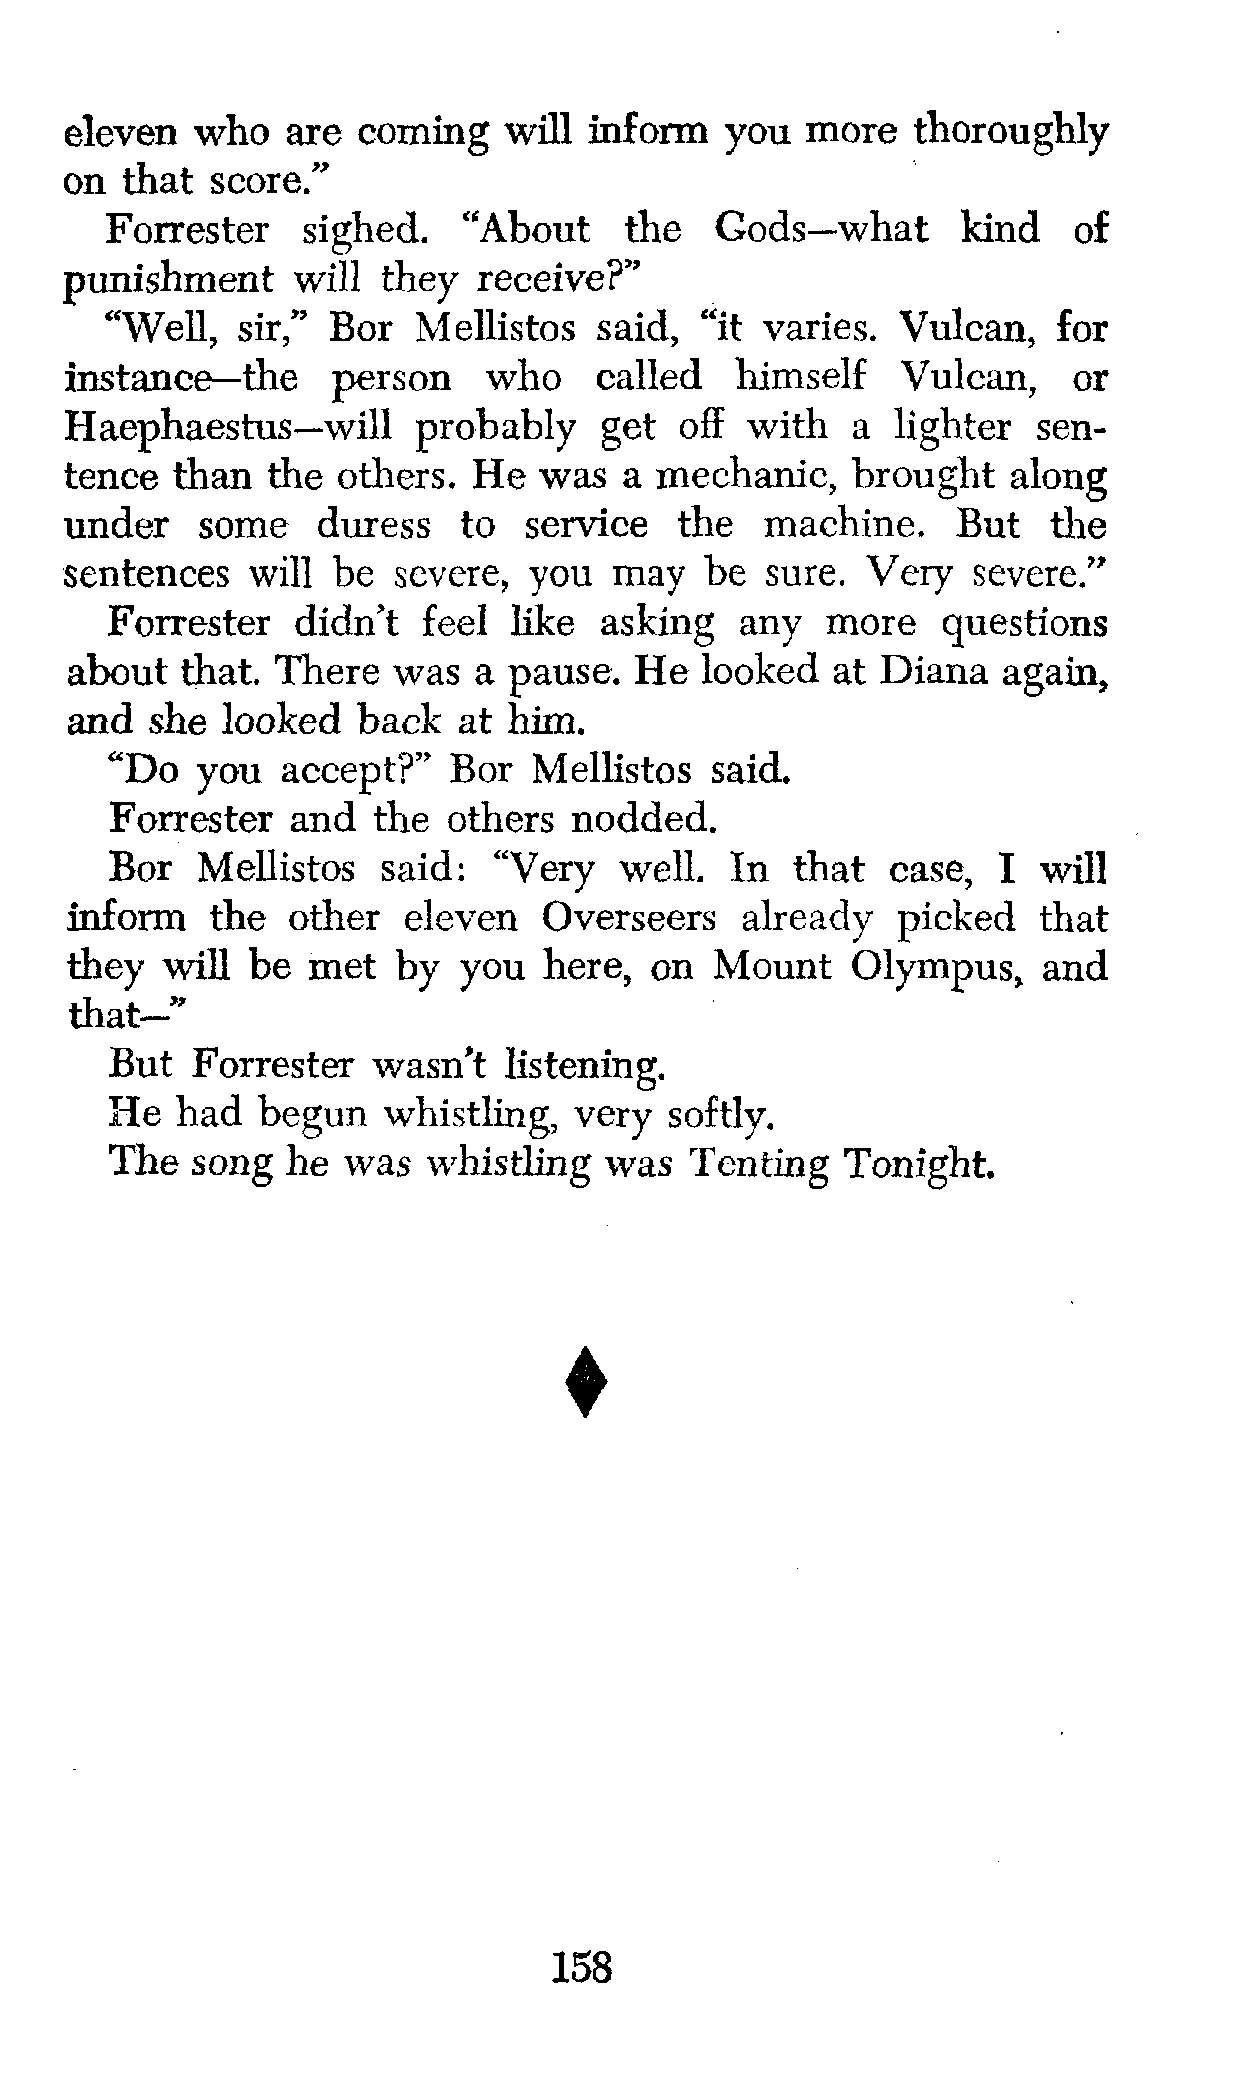 eleven who are coming will inform you more thoroughly
on that score.”
Forrester sighed. “About the Gods—what kind of
punishment will they receive?”
“Well, sir,” Bor Mellistos said, “it varies. Vulcan, for
instance—the person who called himself Vulcan, or
Haephaestus—will probably get off with a lighter sen-
tence than the others. He was a mechanic, brought along
under some duress to service the machine. But the
sentences will be severe, you may be sure. Very severe.”
Forrester didn’t feel like asking any more questions
about that. There was a pause. He looked at Diana again,
and she looked back at him.
“Do you accept?” Bor Mellistos said.
Forrester and the others nodded.
Bor Mellistos said: “Very well. In that case, I will
inform the other eleven Overseers already picked that
they will be met by you here, on Mount Olympus, and
that—”
But Forrester wasn’t listening.
He had begun whistling, very softly.
The song he was whistling was Tenting Tonight.
158